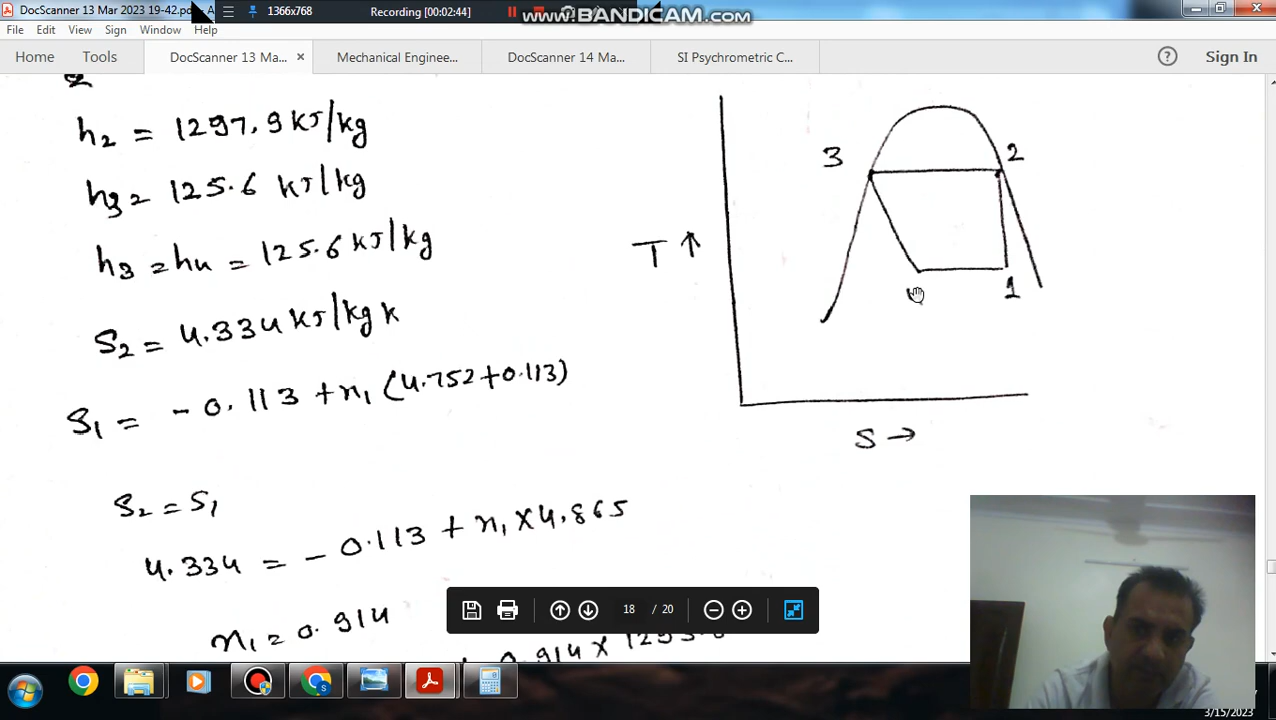 DocScanner 13 Mar 2023 19-42.pd
1366x768
Recording [00:02:44]
www.BANDICAM.com
File Edit View Sign Window Help
Home Tools DocScanner 13 Ma... × Mechanical Enginee... DocScanner 14 Ma... SI Psychrometric C... Sign In
h2 = 1297.9 kJ/kg
h3 = 125.6 kJ/kg
h3 = h4 = 125.6 kJ/kg
S2 = 4.334 kJ/kg K
S1 = -0.113 + x1 (4.752+0.113)
S2 = S1
4.334 = -0.113 + x1 × 4.865
x1 = 0.914
0.914 ×
3 2
T ↑
1
S →
18 / 20
3/15/2023